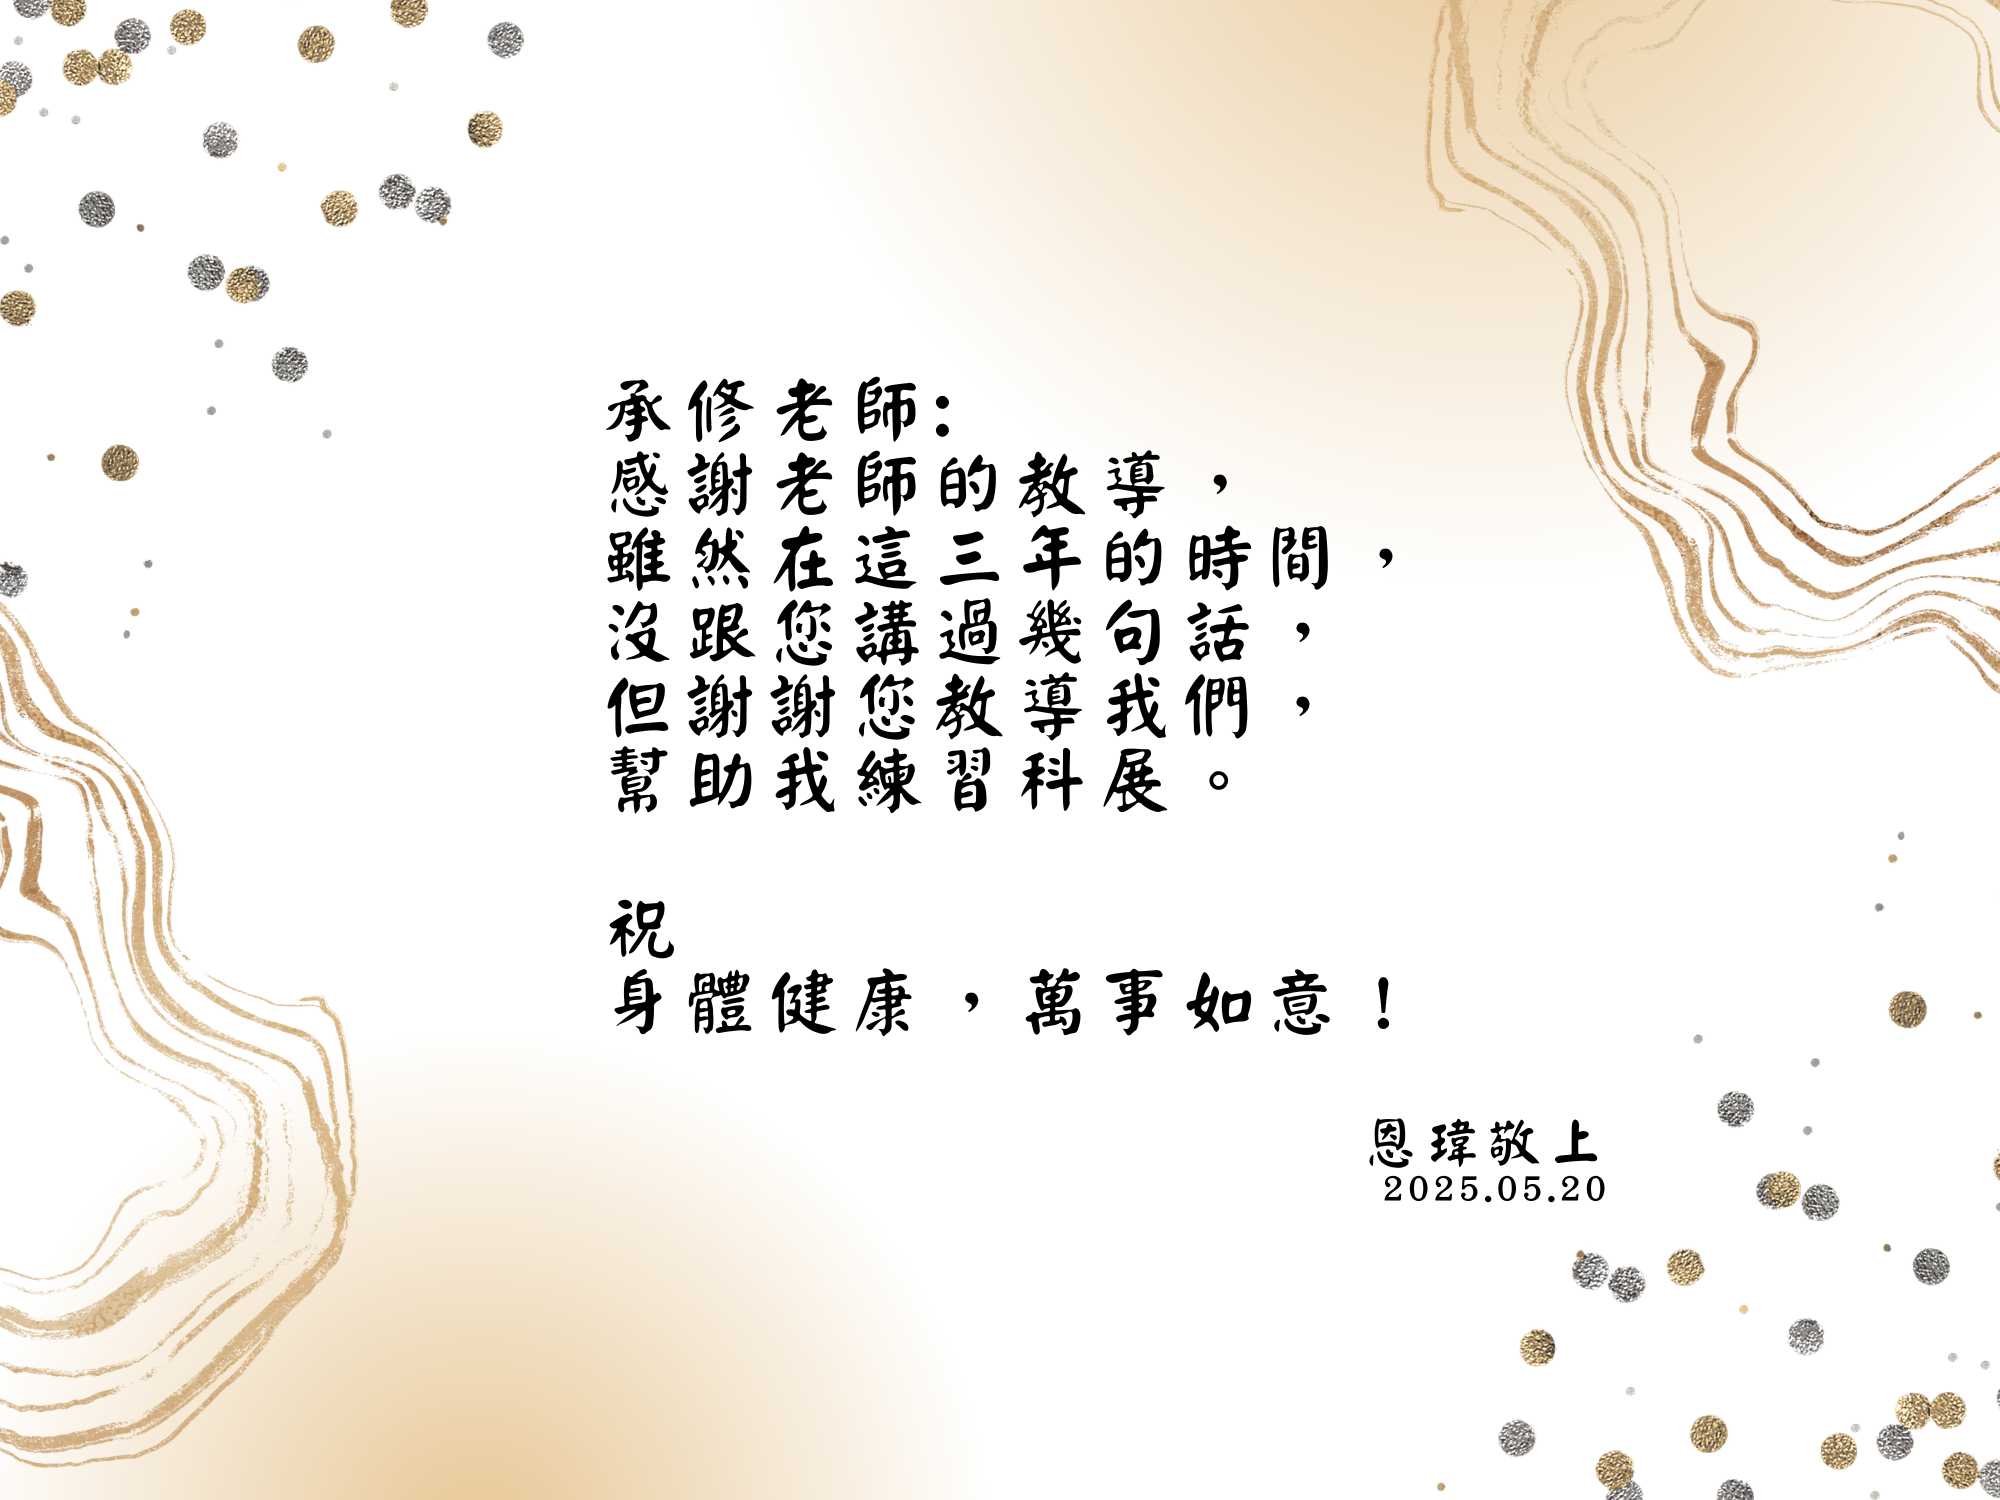 承修老師:
感謝老師的教導，
雖然在這三年的時間，
沒跟您講過幾句話，
但謝謝您教導我們，
幫助我練習科展。
祝
身體健康，萬事如意！
恩瑋敬上
2025.05.20